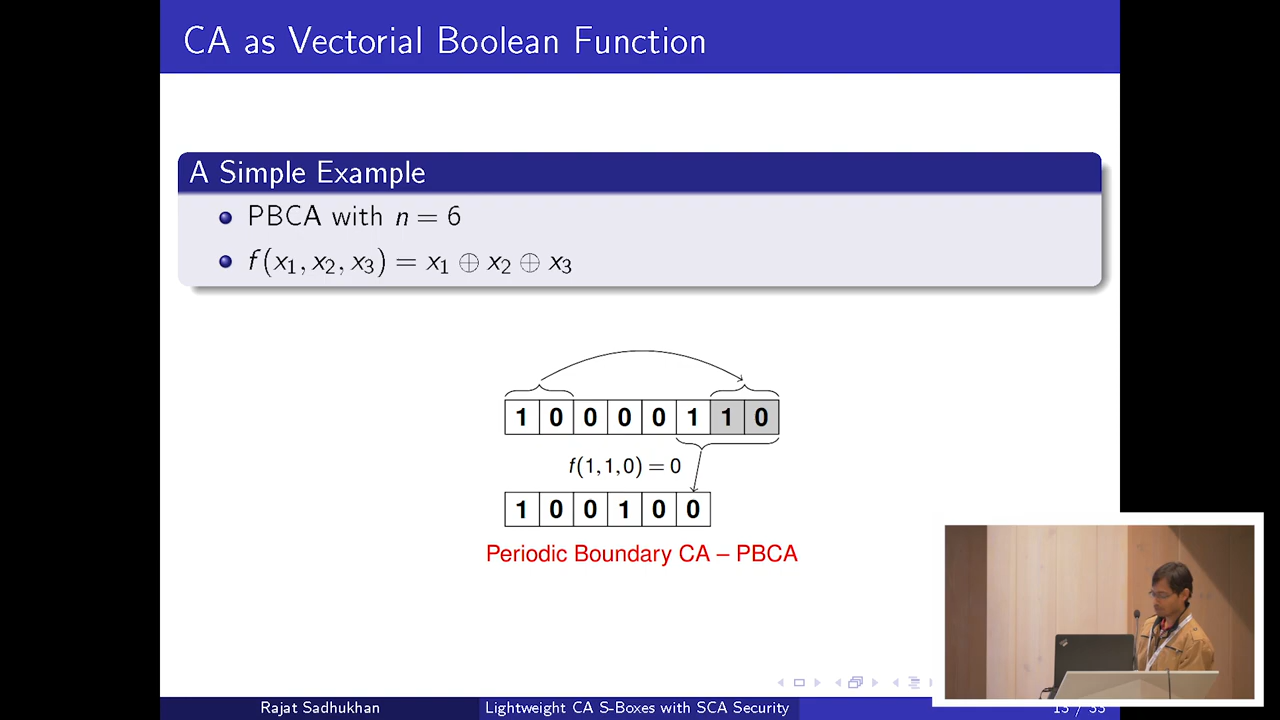 CA as Vectorial Boolean Function
A Simple Example
PBCA with n = 6
f(x₁, x₂, x₃) = x₁ ⊕ x₂ ⊕ x₃
1 0 0 0 0 1 1 0
f(1,1,0) = 0
1 0 0 1 0 0
Periodic Boundary CA – PBCA
Rajat Sadhukhan Lightweight CA S-Boxes with SCA Security 13 / 33